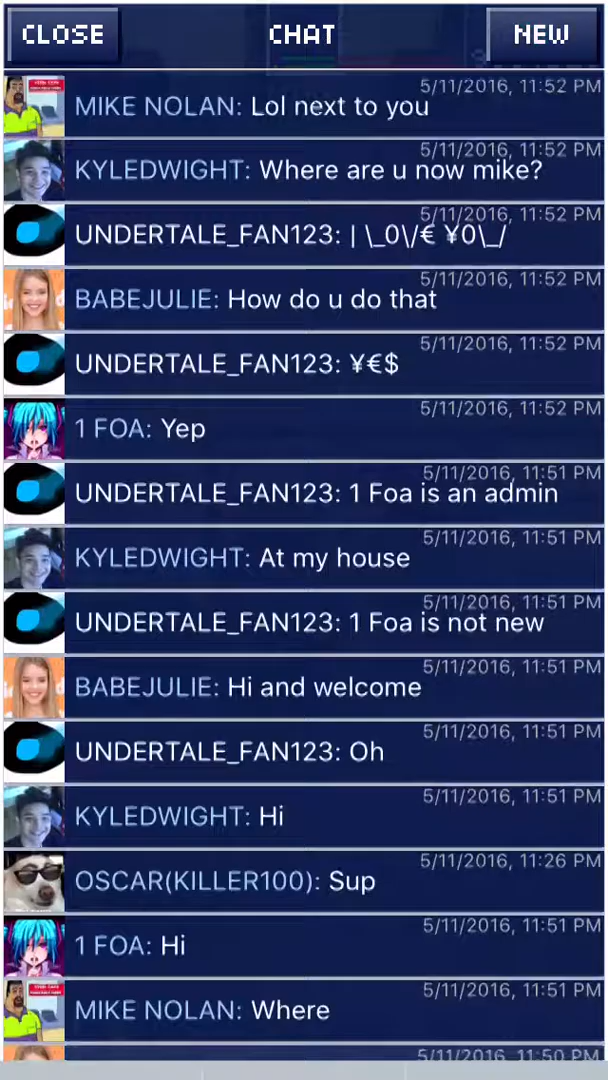 CLOSE
CHAT
NEW
5/11/2016, 11:52 PM
MIKE NOLAN: Lol next to you
5/11/2016, 11:52 PM
KYLEDWIGHT: Where are u now mike?
5/11/2016, 11:52 PM
UNDERTALE_FAN123: | \_0\/€ ¥0\_/
5/11/2016, 11:52 PM
BABEJULIE: How do u do that
5/11/2016, 11:52 PM
UNDERTALE_FAN123: ¥€$
5/11/2016, 11:52 PM
1 FOA: Yep
5/11/2016, 11:51 PM
UNDERTALE_FAN123: 1 Foa is an admin
5/11/2016, 11:51 PM
KYLEDWIGHT: At my house
5/11/2016, 11:51 PM
UNDERTALE_FAN123: 1 Foa is not new
5/11/2016, 11:51 PM
BABEJULIE: Hi and welcome
5/11/2016, 11:51 PM
UNDERTALE_FAN123: Oh
5/11/2016, 11:51 PM
KYLEDWIGHT: Hi
5/11/2016, 11:26 PM
OSCAR(KILLER100): Sup
5/11/2016, 11:51 PM
1 FOA: Hi
5/11/2016, 11:51 PM
MIKE NOLAN: Where
5/11/2016, 11:50 PM